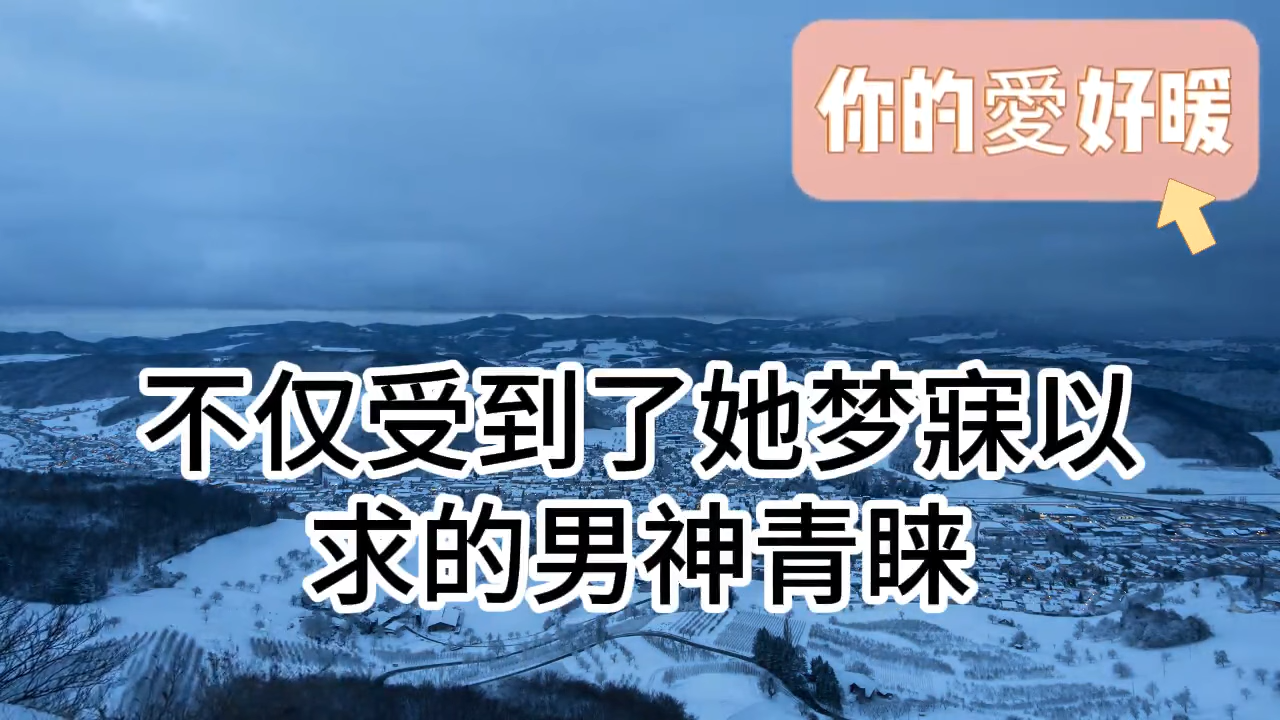 你的愛好暖
不仅受到了她梦寐以
求的男神青睐